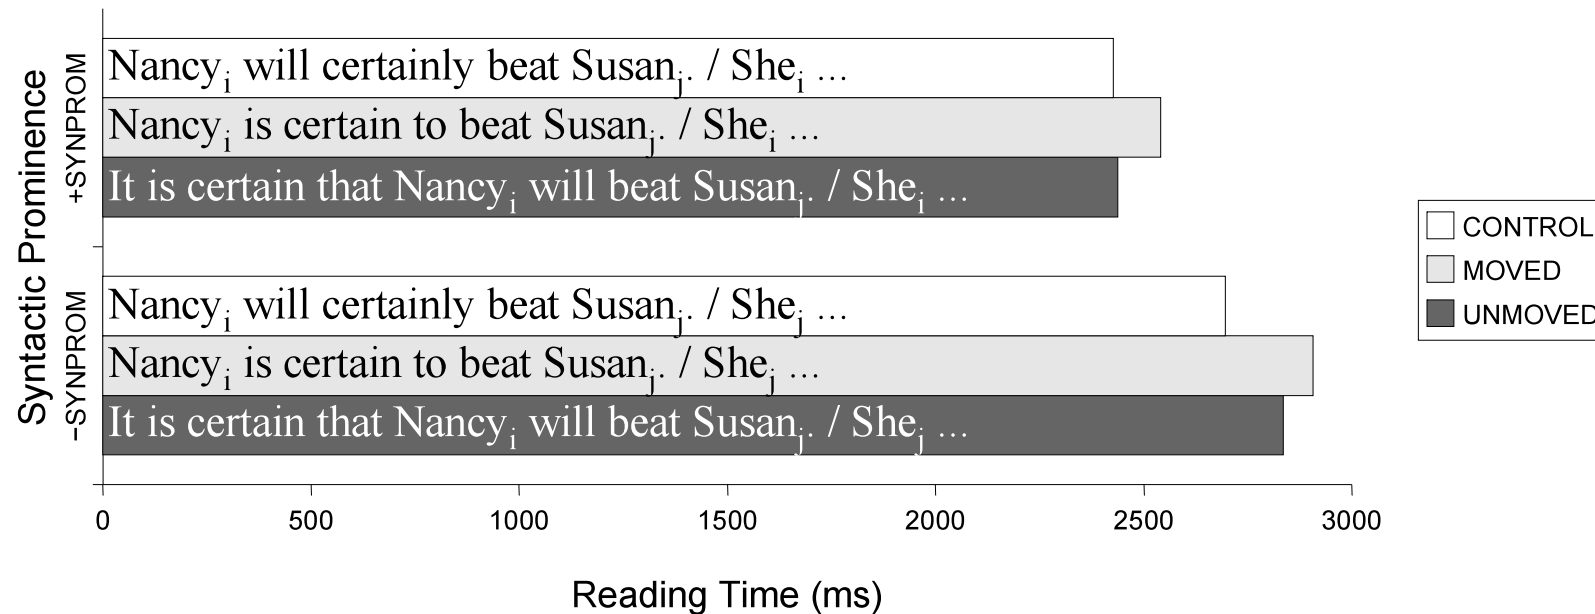 Syntactic Prominence
+SYNPROM
Nancyi will certainly beat Susanj. / Shei ...
Nancyi is certain to beat Susanj. / Shei ...
It is certain that Nancyi will beat Susanj. / Shei ...
−SYNPROM
Nancyi will certainly beat Susanj. / Shej ...
Nancyi is certain to beat Susanj. / Shej ...
It is certain that Nancyi will beat Susanj. / Shej ...
0 500 1000 1500 2000 2500 3000
Reading Time (ms)
CONTROL
MOVED
UNMOVED